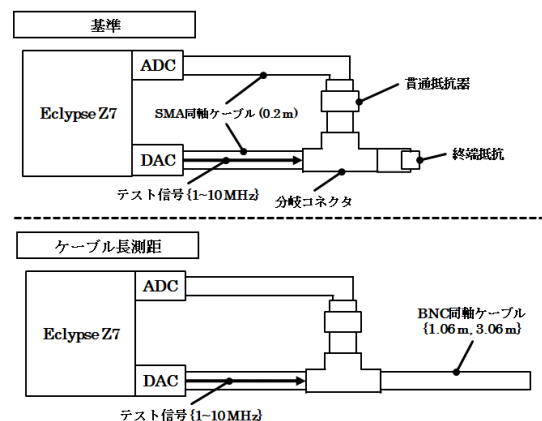 基準
ADC
貫通抵抗器
Eclypse Z7
SMA同軸ケーブル (0.2 m)
終端抵抗
DAC
テスト信号 {1~10 MHz}
分岐コネクタ
ケーブル長測距
ADC
BNC同軸ケーブル
{1.06 m, 3.06 m}
Eclypse Z7
DAC
テスト信号 {1~10 MHz}